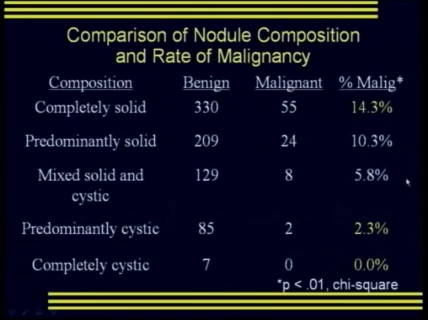 Comparison of Nodule Composition
and Rate of Malignancy
Composition Benign Malignant % Malig*
Completely solid 330 55 14.3%
Predominantly solid 209 24 10.3%
Mixed solid and 129 8 5.8%
cystic
Predominantly cystic 85 2 2.3%
Completely cystic 7 0 0.0%
*p < .01, chi-square